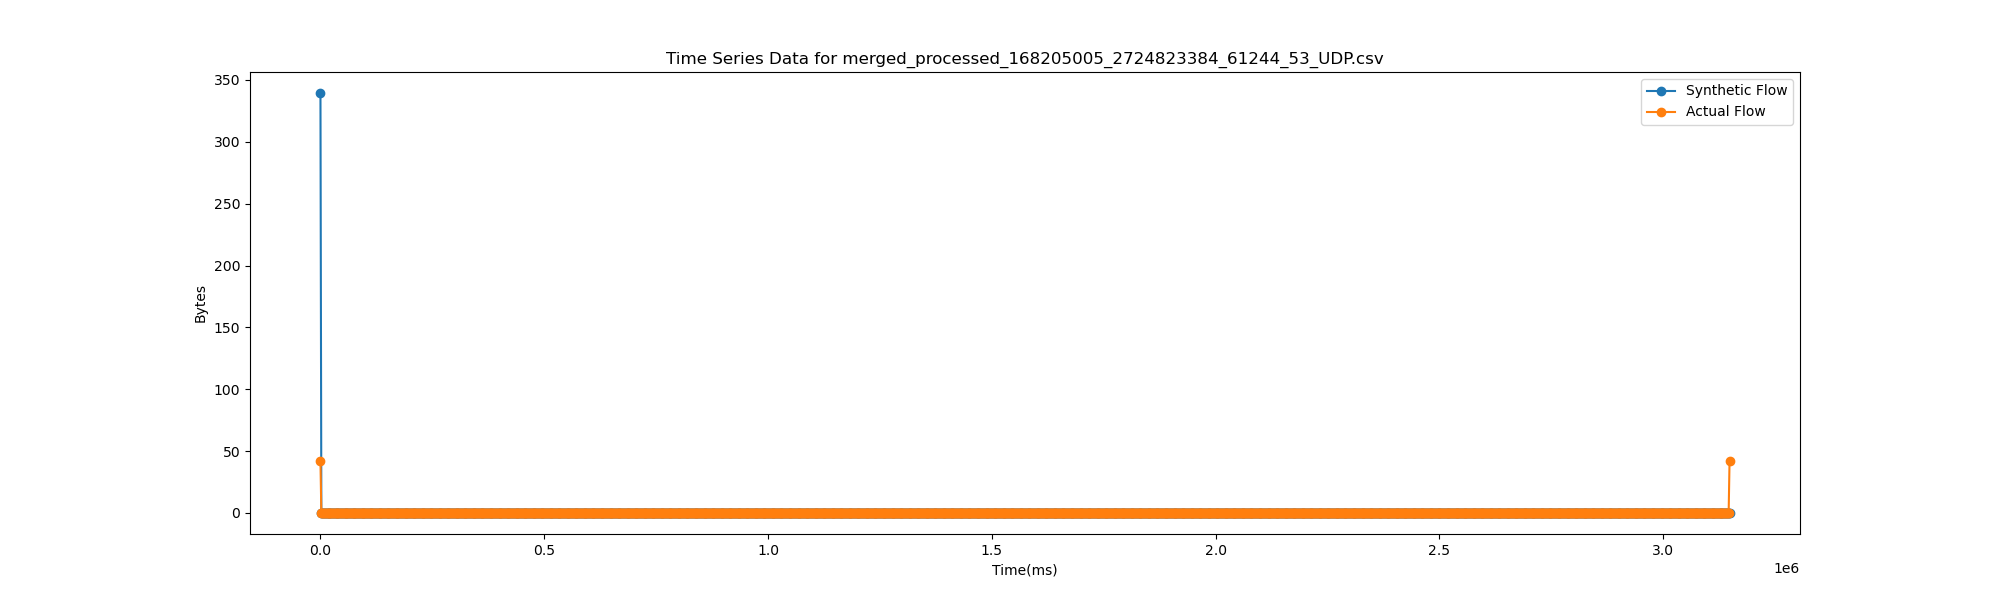 Time Series Data for merged_processed_168205005_2724823384_61244_53_UDP.csv
350
300
250
200
150
100
50
0
Bytes
Synthetic Flow
Actual Flow
0.0 0.5 1.0 1.5 2.0 2.5 3.0
1e6
Time(ms)